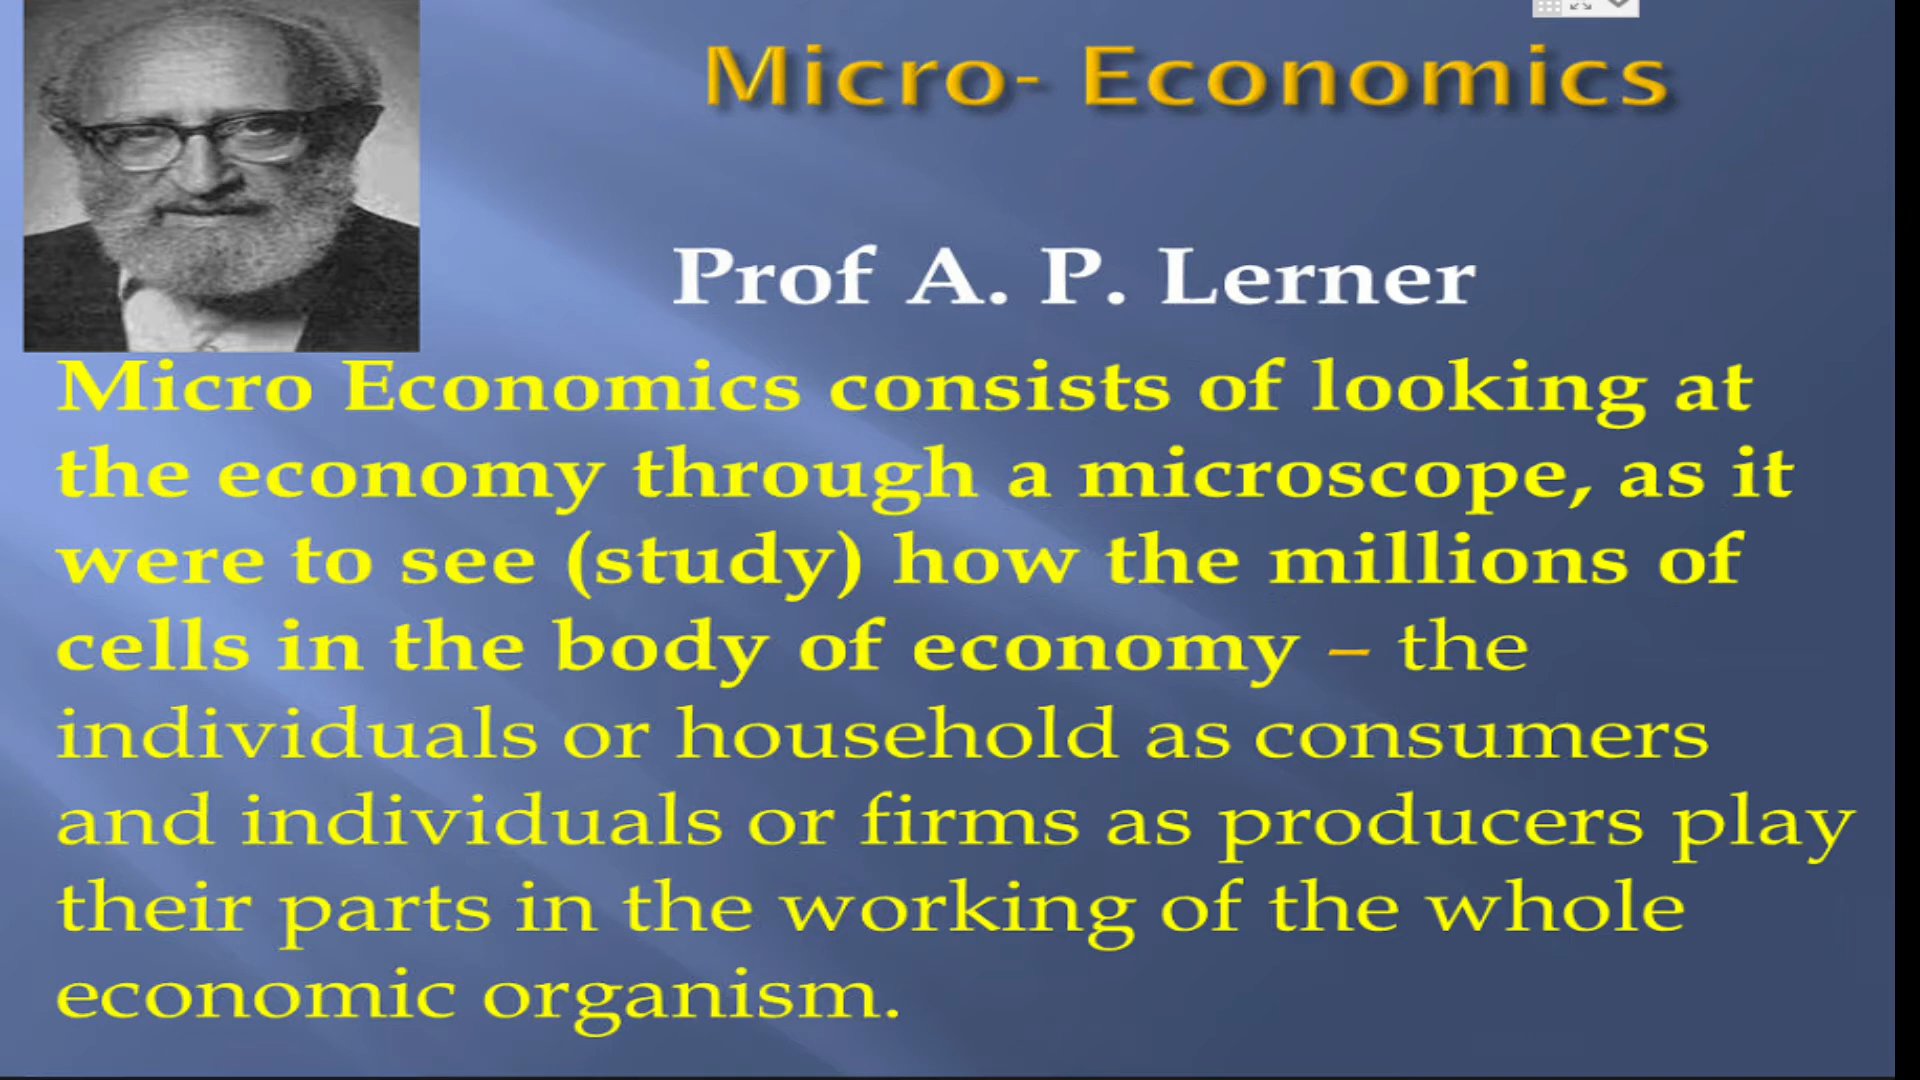 Micro- Economics
Prof A. P. Lerner
Micro Economics consists of looking at
the economy through a microscope, as it
were to see (study) how the millions of
cells in the body of economy – the
individuals or household as consumers
and individuals or firms as producers play
their parts in the working of the whole
economic organism.